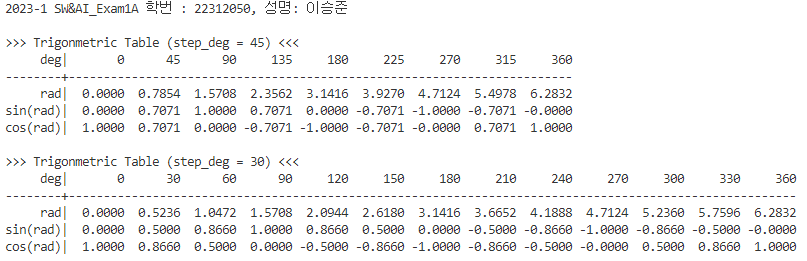 2023-1 SW&AI_Exam1A 학번 : 22312050, 성명: 이승준
>>> Trigonmetric Table (step_deg = 45) <<<
deg| 0 45 90 135 180 225 270 315 360
--------+-----------------------------------------------------------------
rad| 0.0000 0.7854 1.5708 2.3562 3.1416 3.9270 4.7124 5.4978 6.2832
sin(rad)| 0.0000 0.7071 1.0000 0.7071 0.0000 -0.7071 -1.0000 -0.7071 -0.0000
cos(rad)| 1.0000 0.7071 0.0000 -0.7071 -1.0000 -0.7071 -0.0000 0.7071 1.0000
>>> Trigonmetric Table (step_deg = 30) <<<
deg| 0 30 60 90 120 150 180 210 240 270 300 330 360
--------+---------------------------------------------------------------------------------------------
rad| 0.0000 0.5236 1.0472 1.5708 2.0944 2.6180 3.1416 3.6652 4.1888 4.7124 5.2360 5.7596 6.2832
sin(rad)| 0.0000 0.5000 0.8660 1.0000 0.8660 0.5000 0.0000 -0.5000 -0.8660 -1.0000 -0.8660 -0.5000 -0.0000
cos(rad)| 1.0000 0.8660 0.5000 0.0000 -0.5000 -0.8660 -1.0000 -0.8660 -0.5000 -0.0000 0.5000 0.8660 1.0000